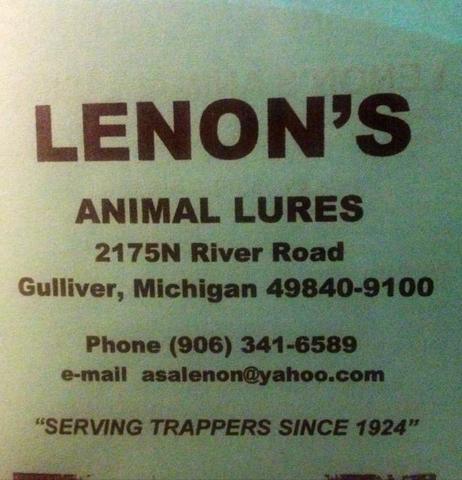 LENON'S
ANIMAL LURES
2175N River Road
Gulliver, Michigan 49840-9100
Phone (906) 341-6589
e-mail asalenon@yahoo.com
"SERVING TRAPPERS SINCE 1924"